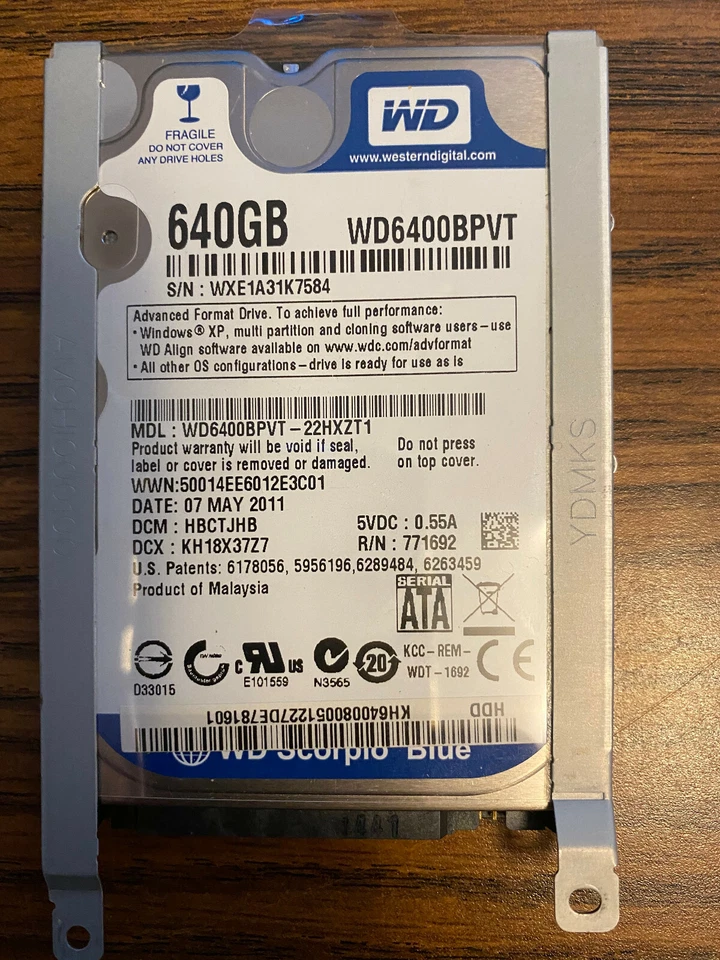 WD
www.westerndigital.com
FRAGILE
DO NOT COVER
ANY DRIVE HOLES
640GB WD6400BPVT
S/N : WXE1A31K7584
Advanced Format Drive. To achieve full performance:
• Windows® XP, multi partition and cloning software users – use
WD Align software available on www.wdc.com/advformat
• All other OS configurations – drive is ready for use as is
MDL : WD6400BPVT – 22HXZT1
Product warranty will be void if seal, Do not press
label or cover is removed or damaged. on top cover.
WWN:50014EE6012E3C01
DATE: 07 MAY 2011
DCM : HBCTJHB 5VDC : 0.55A
DCX : KH18X37Z7 R/N : 771692
U.S. Patents: 6178056, 5956196,6289484, 6263459
Product of Malaysia
SERIAL
ATA
D33015
c RU us
E101559
N3565
20
KCC-REM-
WDT-1692
CE
HDD KH640080051227DE781601
WD Scorpio Blue
YDMKS